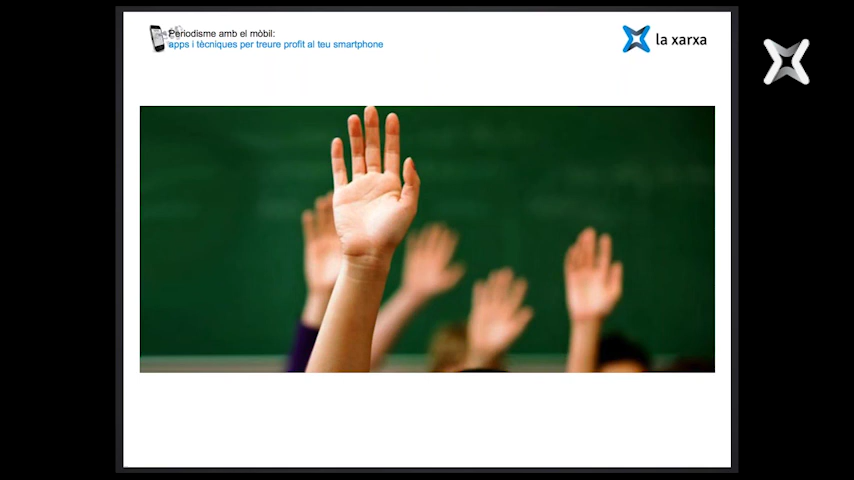 Periodisme amb el mòbil:
apps i tècniques per treure profit al teu smartphone
la xarxa